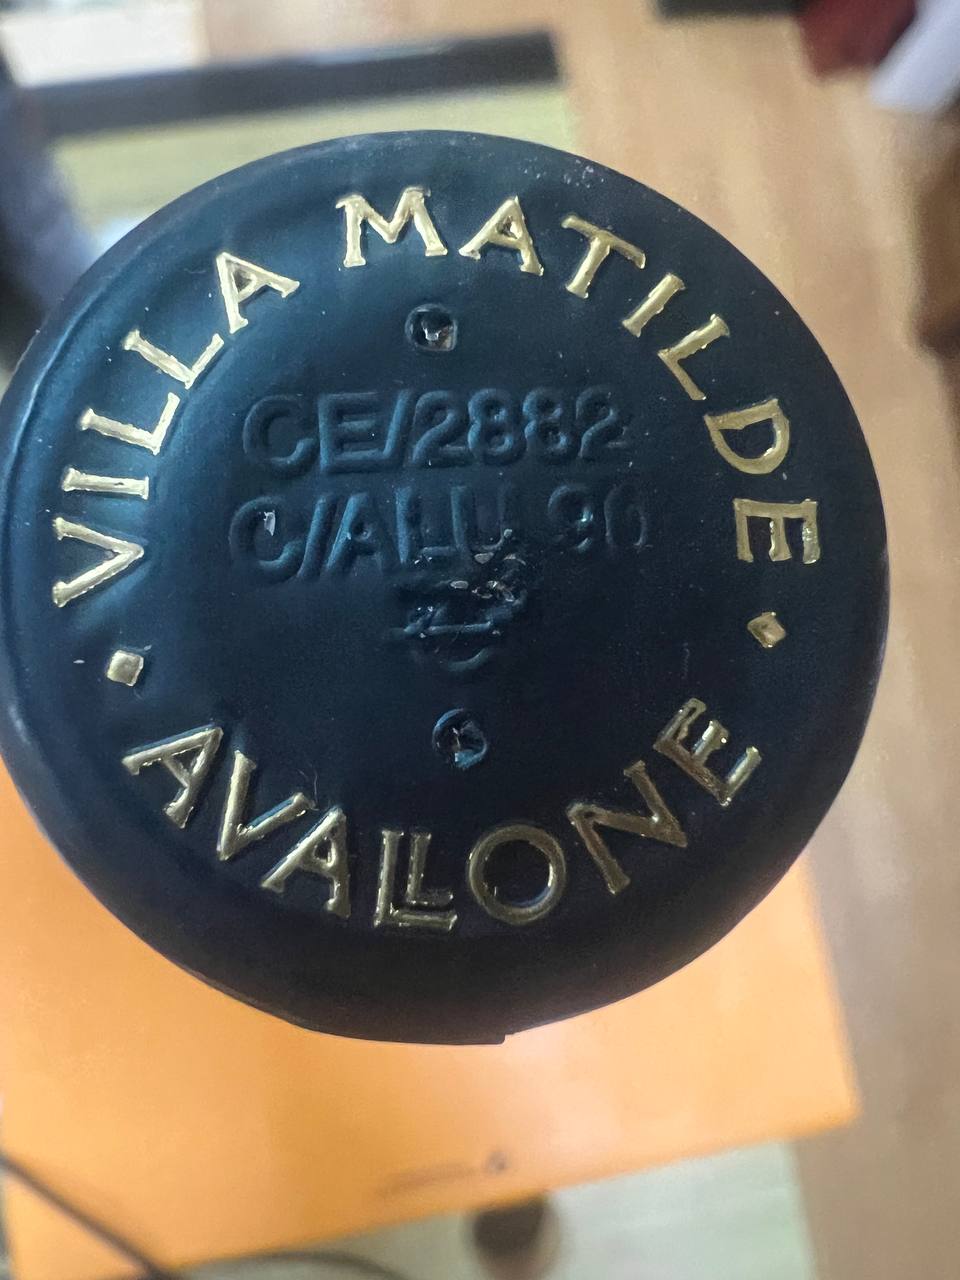 VILLA MATILDE
CE/2882
C/ALU 90
AVALLONE